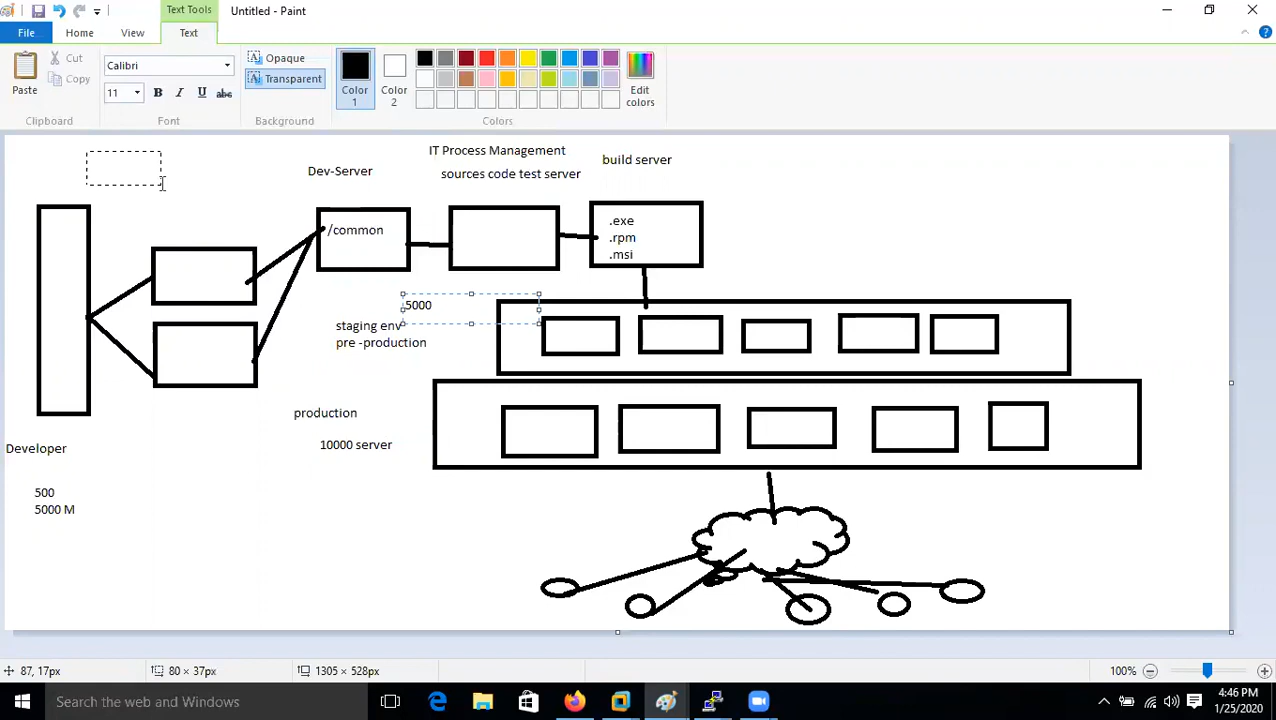 Text Tools
Untitled - Paint
File
Home
View
Text
Paste
Cut
Copy
Clipboard
Calibri
11
B I U abc
Font
Opaque
Transparent
Background
Color 1
Color 2
Edit colors
Colors
IT Process Management
build server
Dev-Server
sources code test server
/common
.exe
.rpm
.msi
5000
staging env
pre -production
production
10000 server
Developer
500
5000 M
87, 17px
80 × 37px
1305 × 528px
100%
Search the web and Windows
4:46 PM
1/25/2020